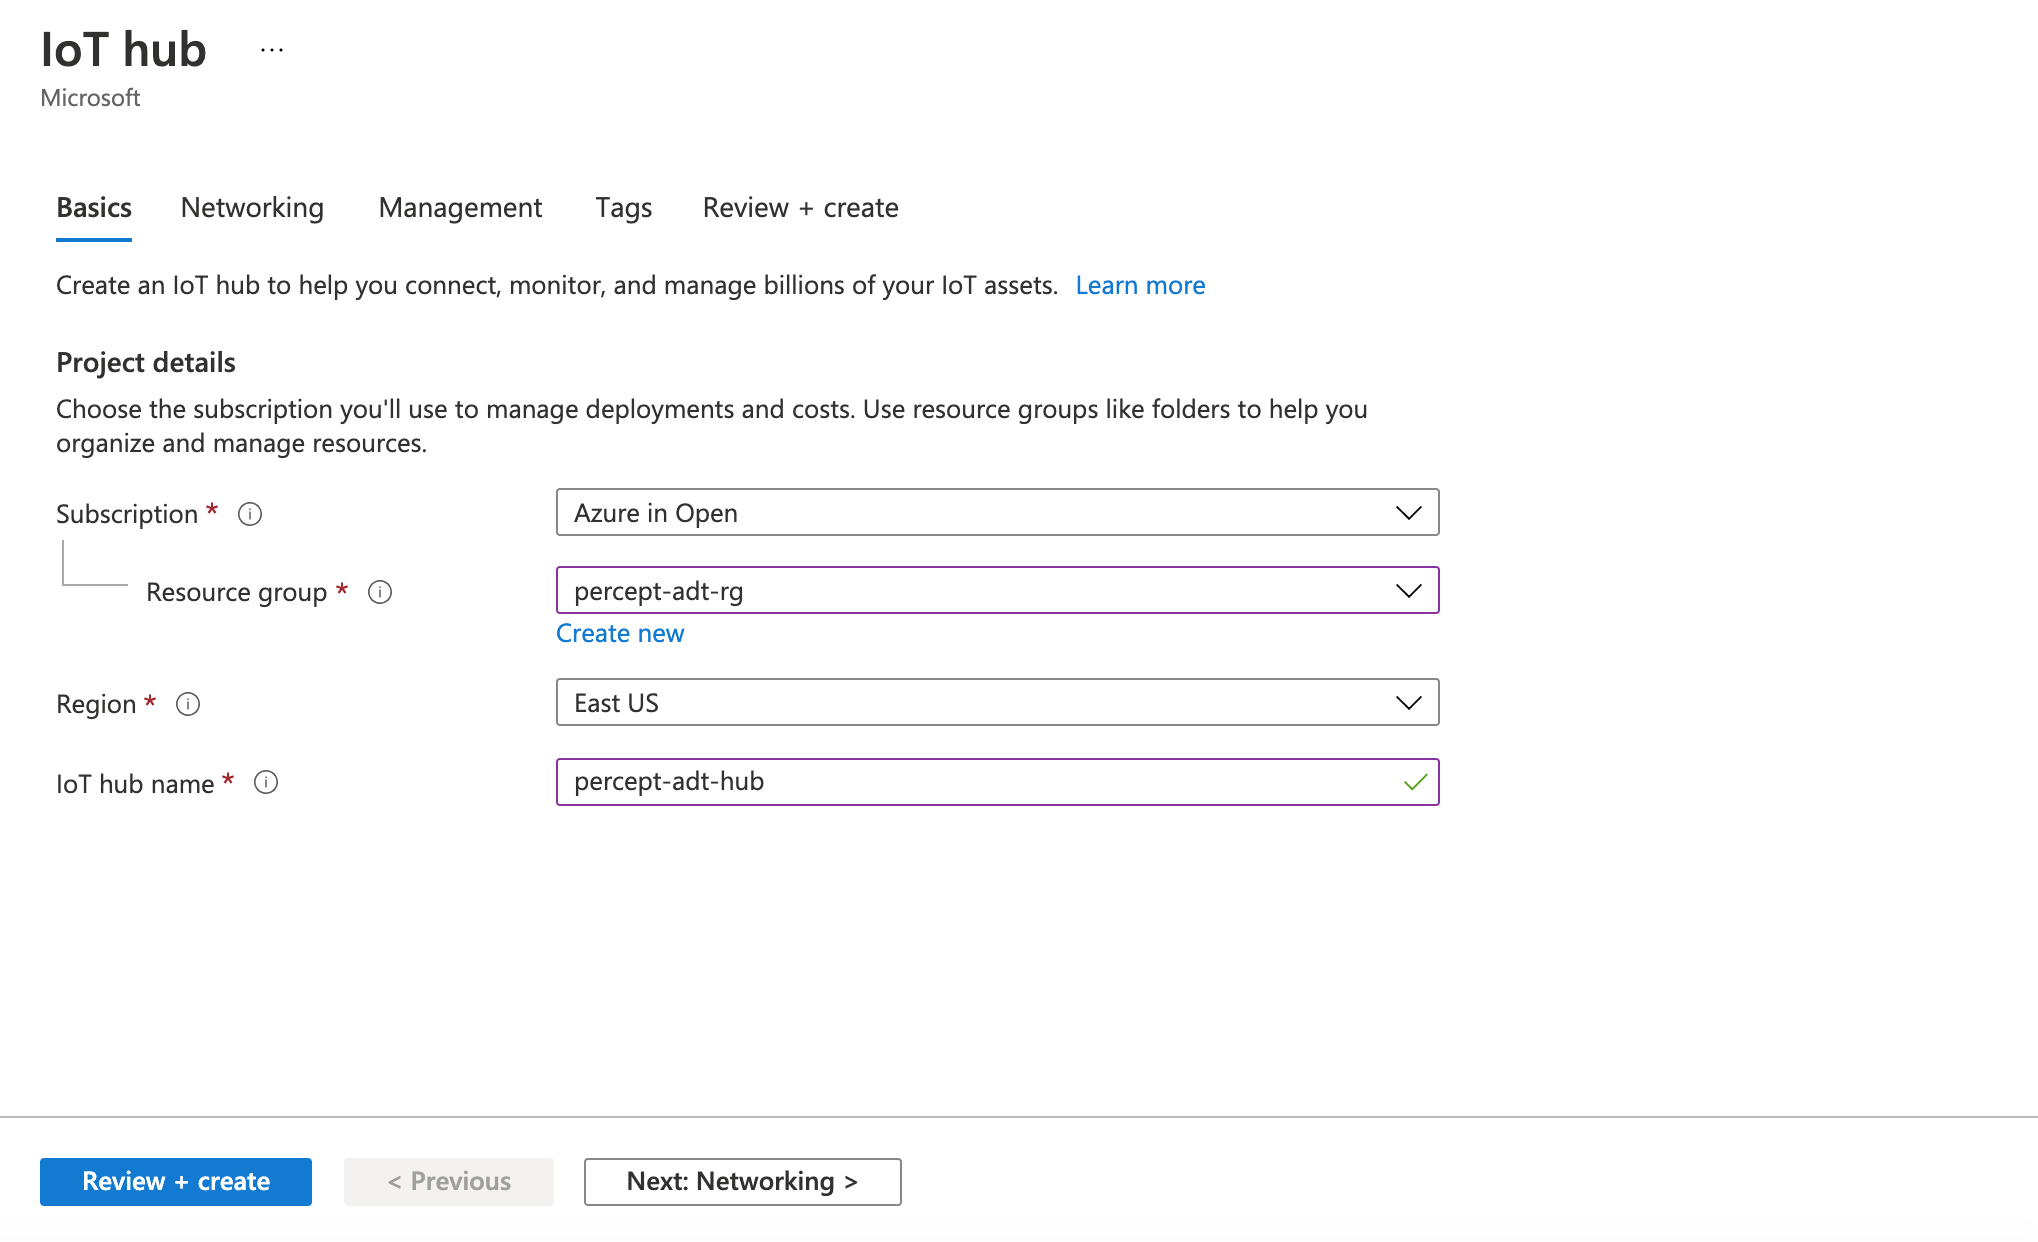 IoT hub ...
Microsoft
Basics Networking Management Tags Review + create
Create an IoT hub to help you connect, monitor, and manage billions of your IoT assets. Learn more
Project details
Choose the subscription you'll use to manage deployments and costs. Use resource groups like folders to help you
organize and manage resources.
Subscription * Azure in Open
Resource group * percept-adt-rg
Create new
Region * East US
IoT hub name * percept-adt-hub
Review + create < Previous Next: Networking >